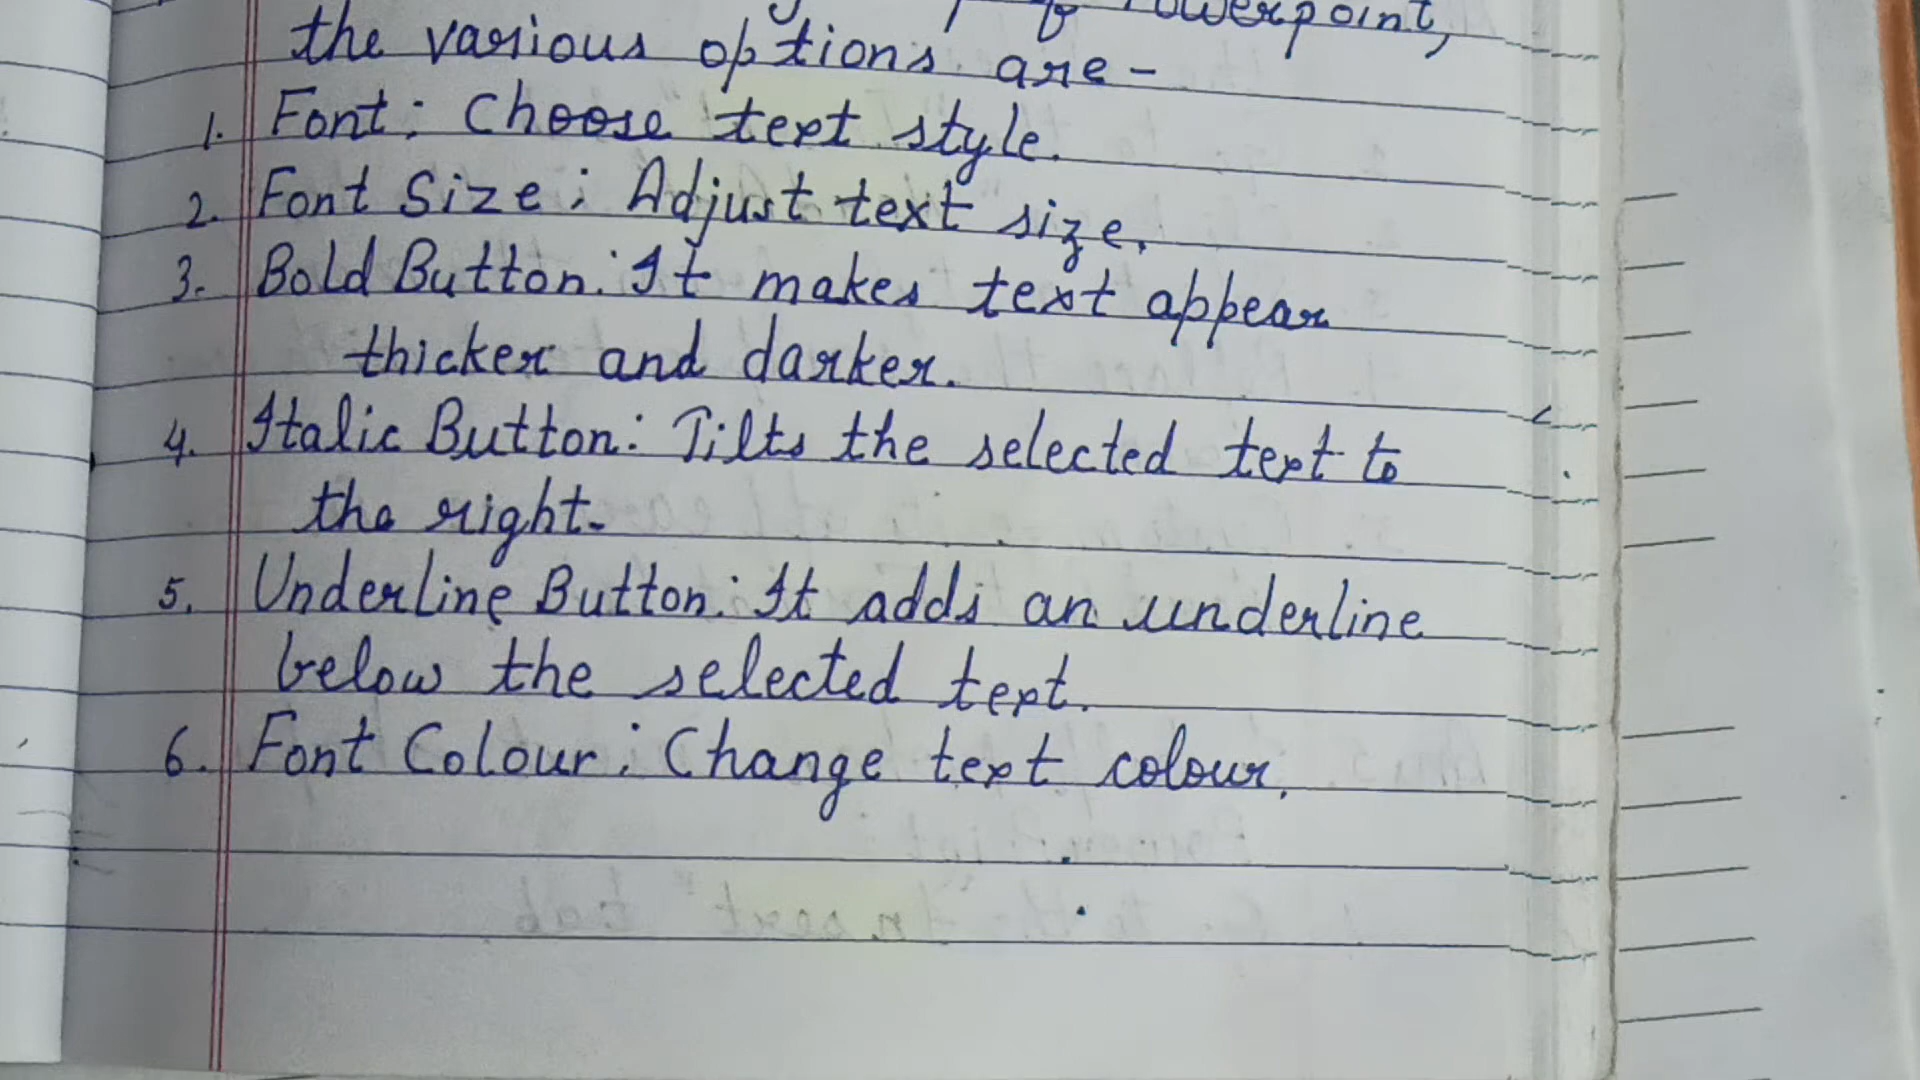 of Powerpoint,
the various options are-
1. Font: Choose text style.
2. Font Size: Adjust text size.
3. Bold Button: It makes text appear
thicker and darker.
4. Italic Button: Tilts the selected text to
the right.
5. Underline Button: It adds an underline
below the selected text.
6. Font Colour: Change text colour.